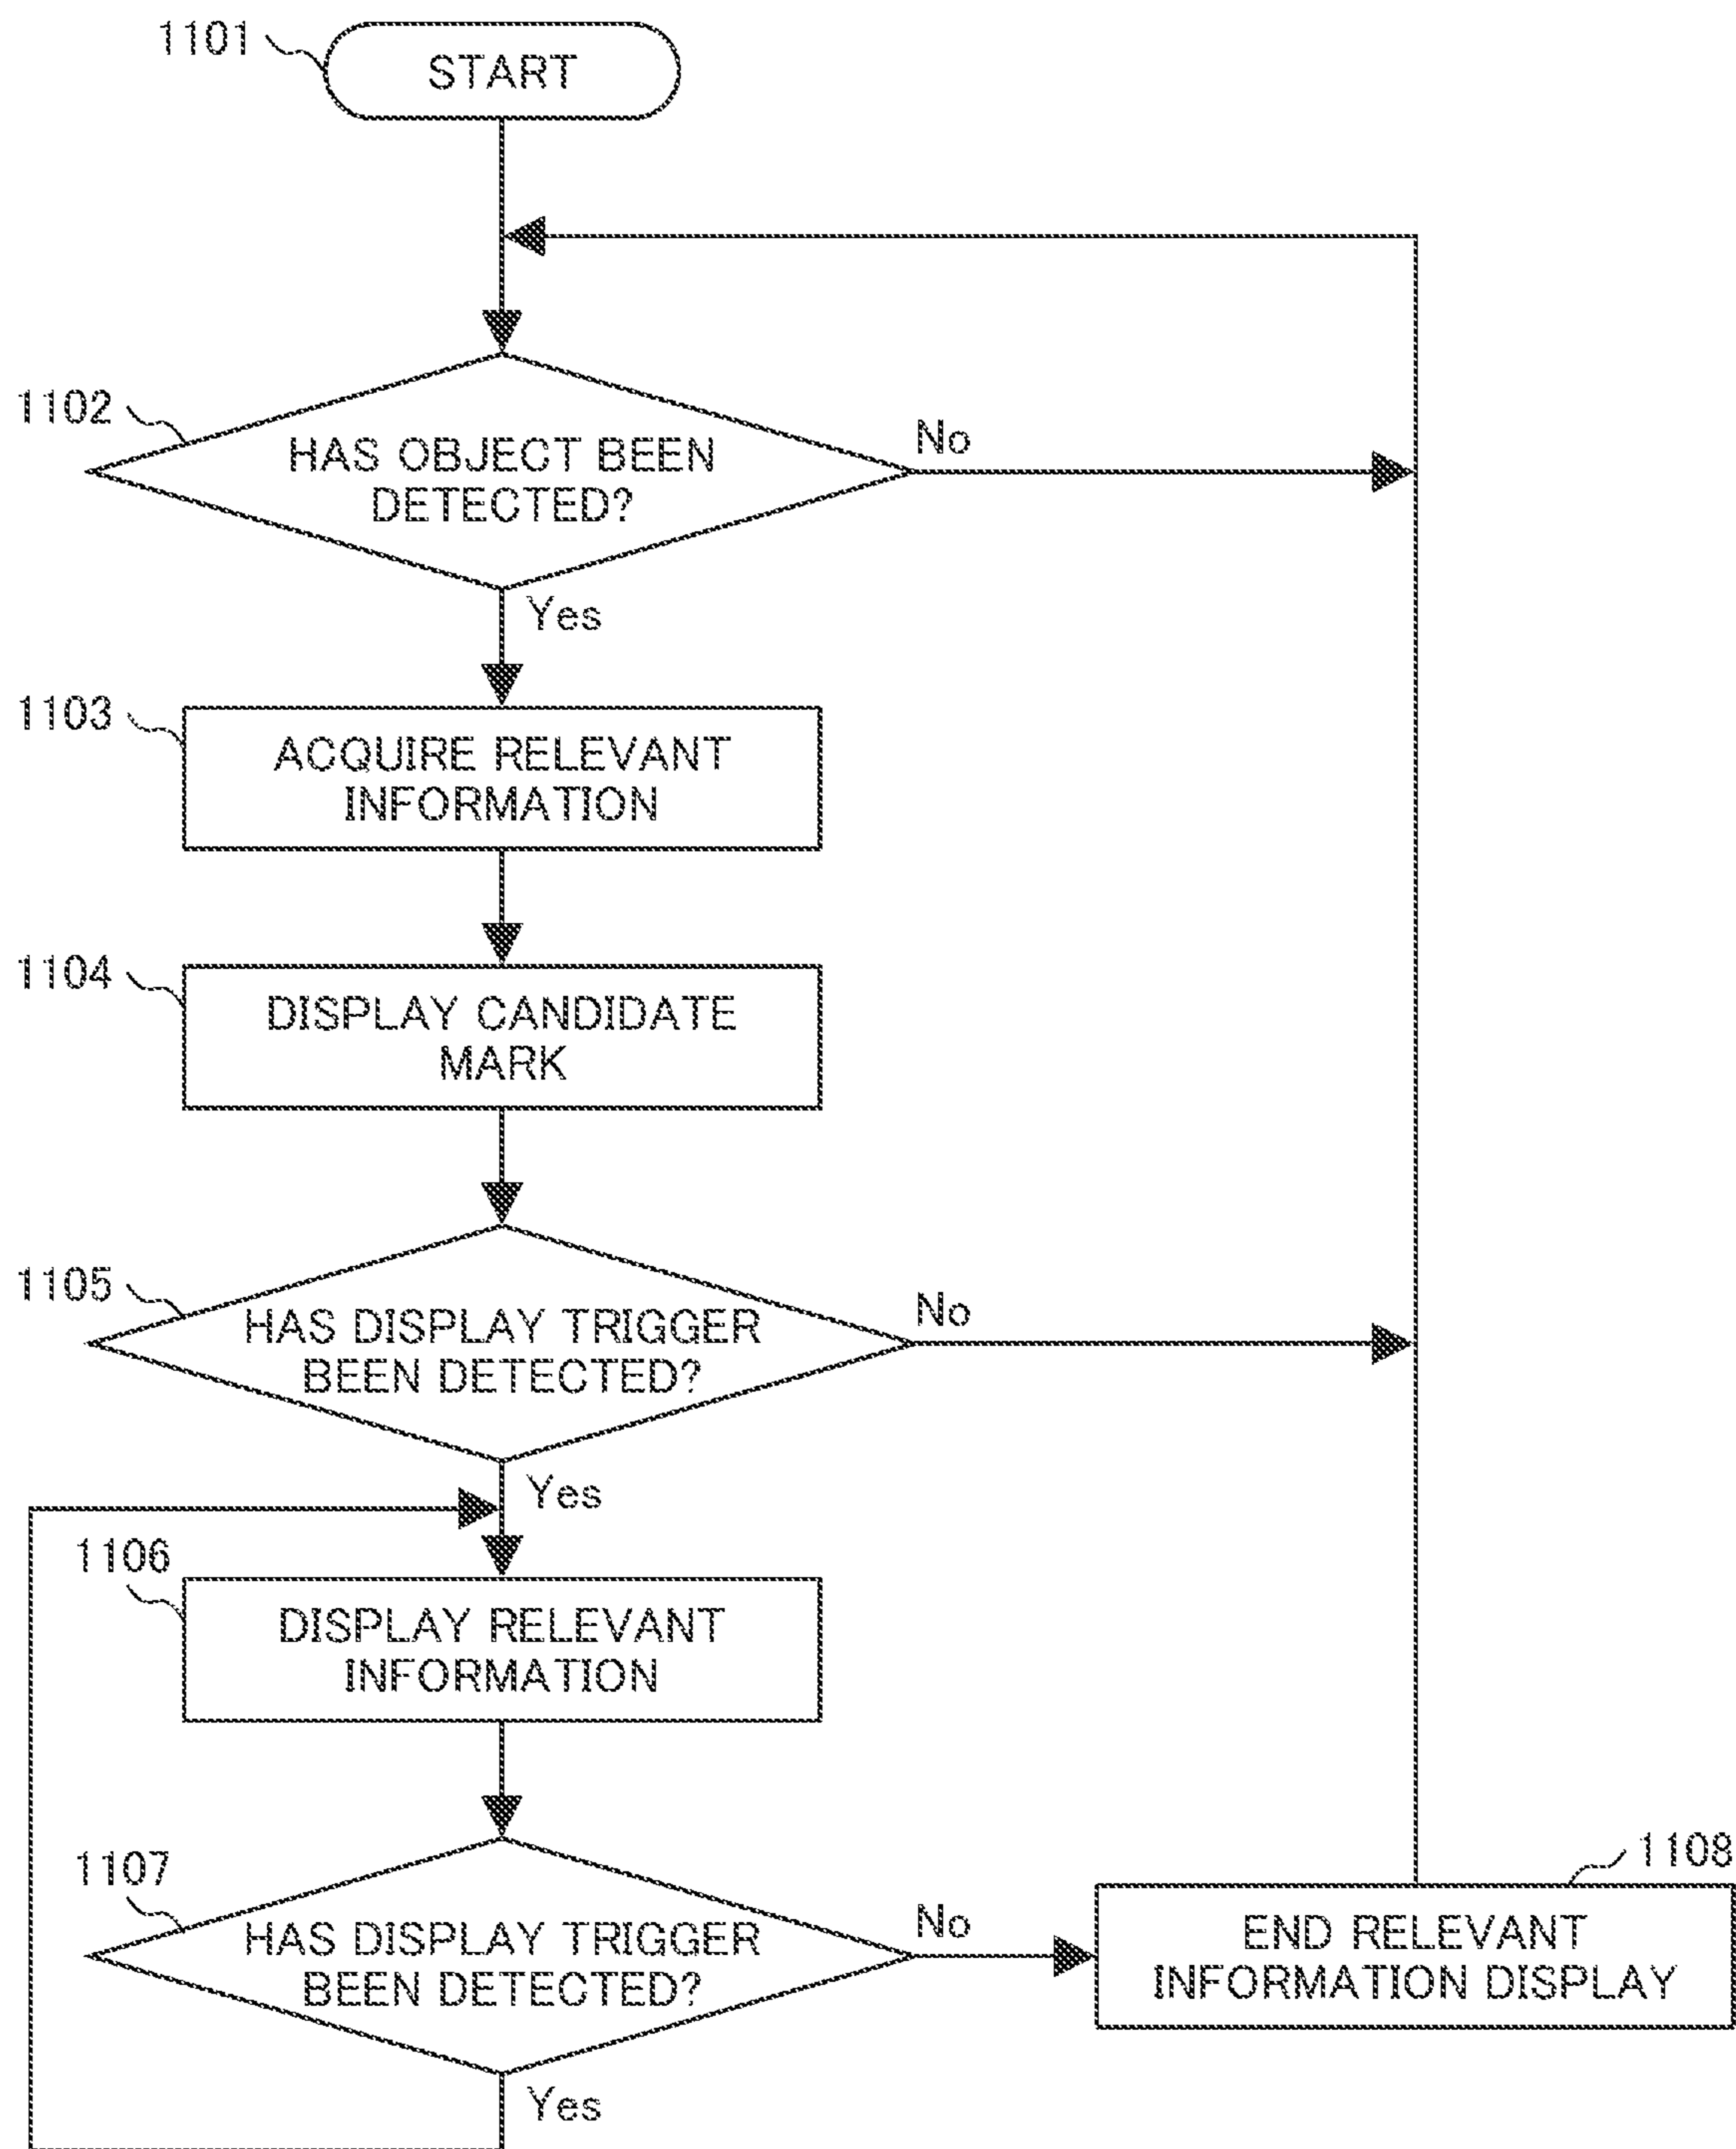 1101
START
1102
HAS OBJECT BEEN
DETECTED?
No
Yes
1103
ACQUIRE RELEVANT
INFORMATION
1104
DISPLAY CANDIDATE
MARK
1105
HAS DISPLAY TRIGGER
BEEN DETECTED?
No
Yes
1106
DISPLAY RELEVANT
INFORMATION
1107
HAS DISPLAY TRIGGER
BEEN DETECTED?
No
Yes
1108
END RELEVANT
INFORMATION DISPLAY